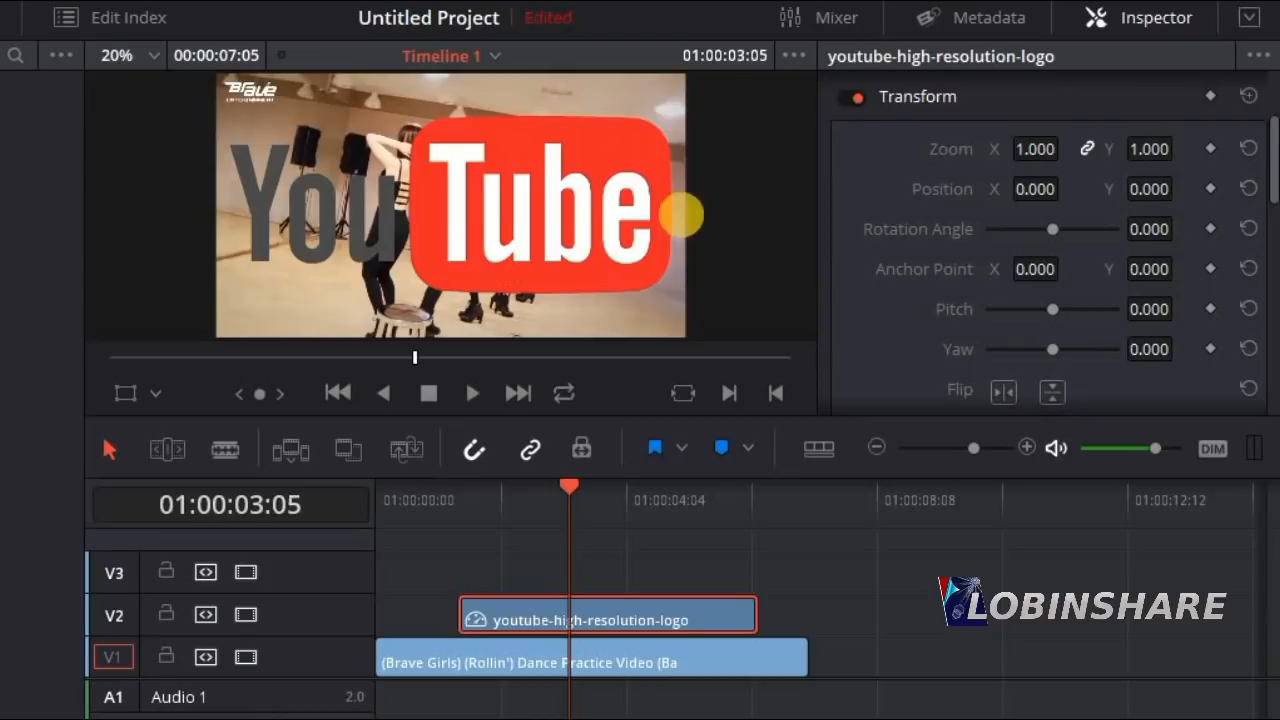 Edit Index
Untitled Project
Edited
Mixer
Metadata
Inspector
20%
00:00:07:05
Timeline 1
01:00:03:05
youtube-high-resolution-logo
Brave
ENTERTAINMENT
YouTube
Transform
Zoom X 1.000 Y 1.000
Position X 0.000 Y 0.000
Rotation Angle 0.000
Anchor Point X 0.000 Y 0.000
Pitch 0.000
Yaw 0.000
Flip
DIM
01:00:03:05
01:00:00:00
01:00:04:04
01:00:08:08
01:00:12:12
V3
V2
youtube-high-resolution-logo
LOBINSHARE
V1
(Brave Girls) (Rollin') Dance Practice Video (Ba
A1 Audio 1 2.0